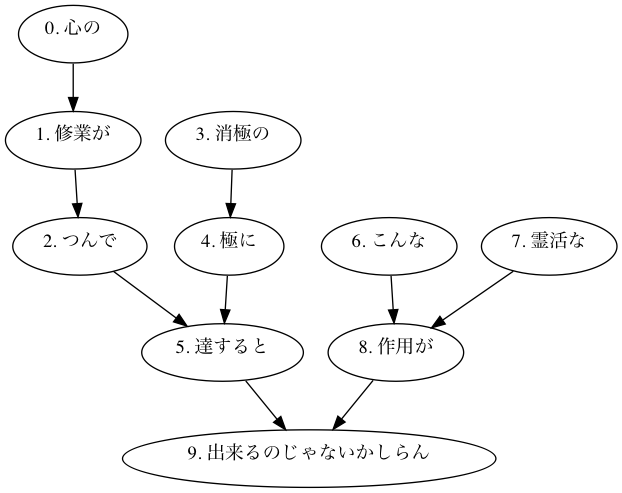 0. 心の
1. 修業が
3. 消極の
2. つんで
4. 極に
6. こんな
7. 霊活な
5. 達すると
8. 作用が
9. 出来るのじゃないかしらん